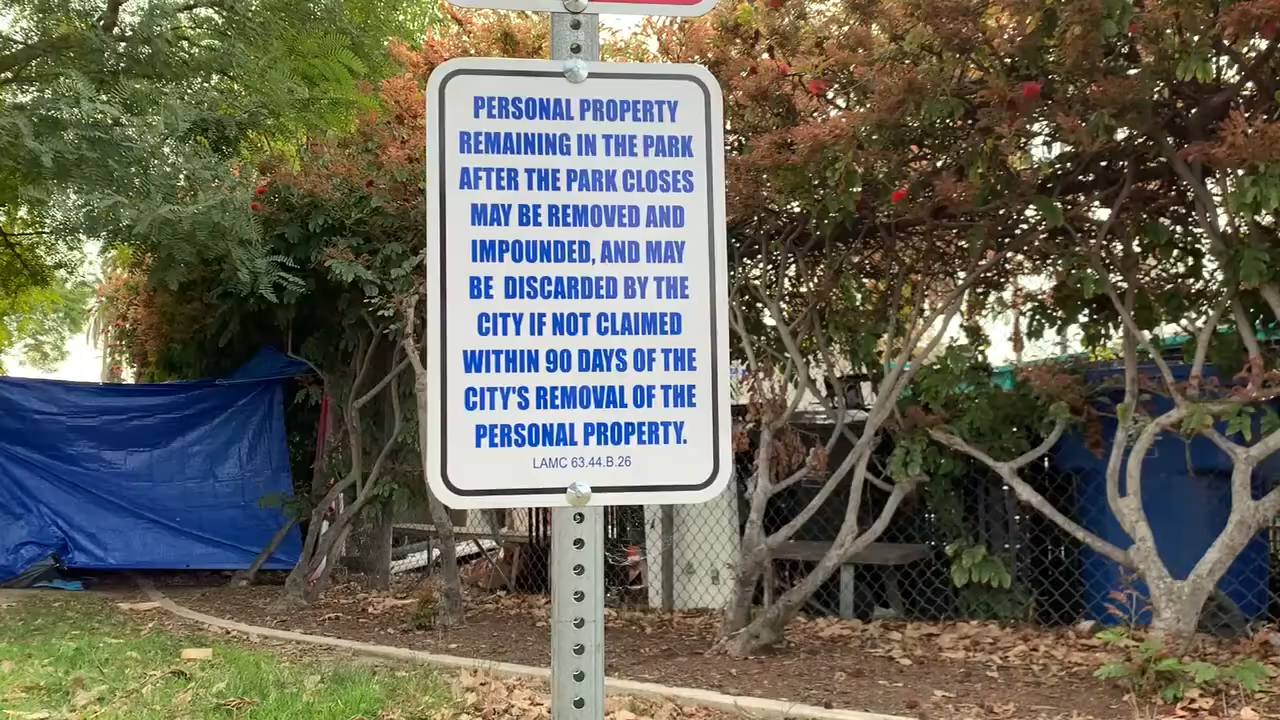 PERSONAL PROPERTY
REMAINING IN THE PARK
AFTER THE PARK CLOSES
MAY BE REMOVED AND
IMPOUNDED, AND MAY
BE DISCARDED BY THE
CITY IF NOT CLAIMED
WITHIN 90 DAYS OF THE
CITY'S REMOVAL OF THE
PERSONAL PROPERTY.
LAMC 63.44.B.26